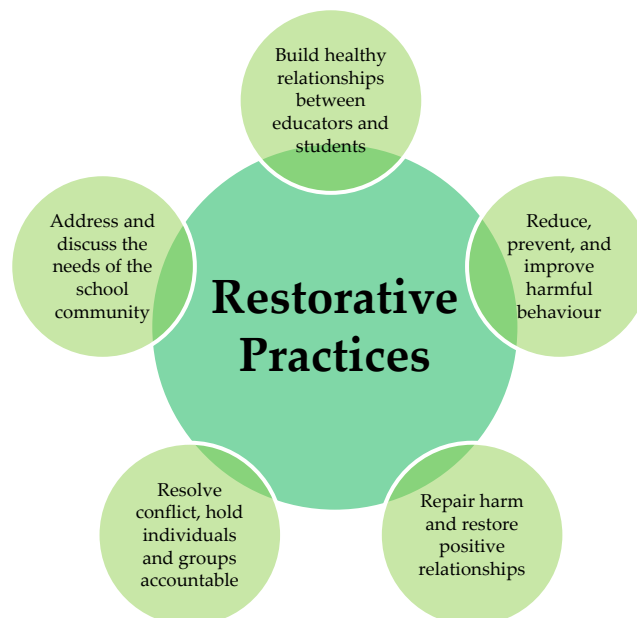 Build healthy
relationships
between
educators and
students
Address and
discuss the
needs of the
school
community
Reduce,
prevent, and
improve
harmful
behaviour
Restorative
Practices
Resolve
conflict, hold
individuals
and groups
accountable
Repair harm
and restore
positive
relationships